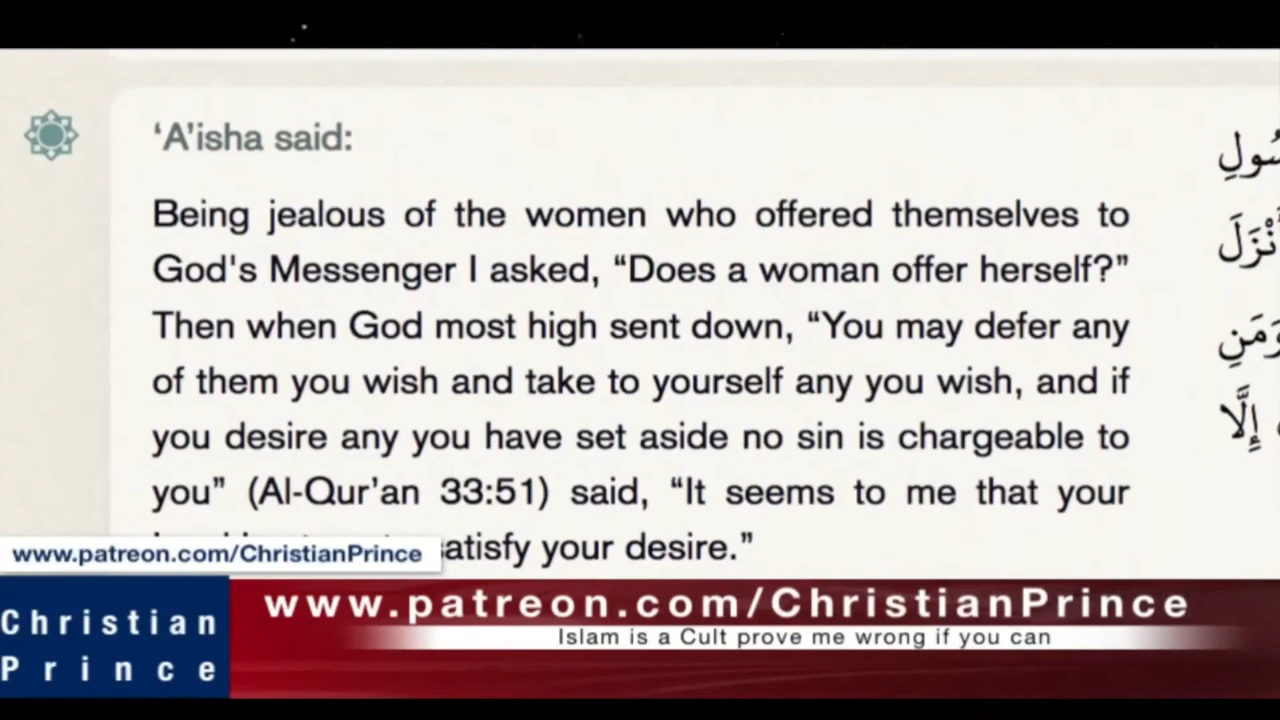 ‘A’isha said:
Being jealous of the women who offered themselves to
God's Messenger I asked, “Does a woman offer herself?”
Then when God most high sent down, “You may defer any
of them you wish and take to yourself any you wish, and if
you desire any you have set aside no sin is chargeable to
you” (Al-Qur’an 33:51) said, “It seems to me that your
satisfy your desire.”
أَنْزَلَ
وَمَنِ
إِلَّا
www.patreon.com/ChristianPrince
Christian
Prince
www.patreon.com/ChristianPrince
Islam is a Cult prove me wrong if you can